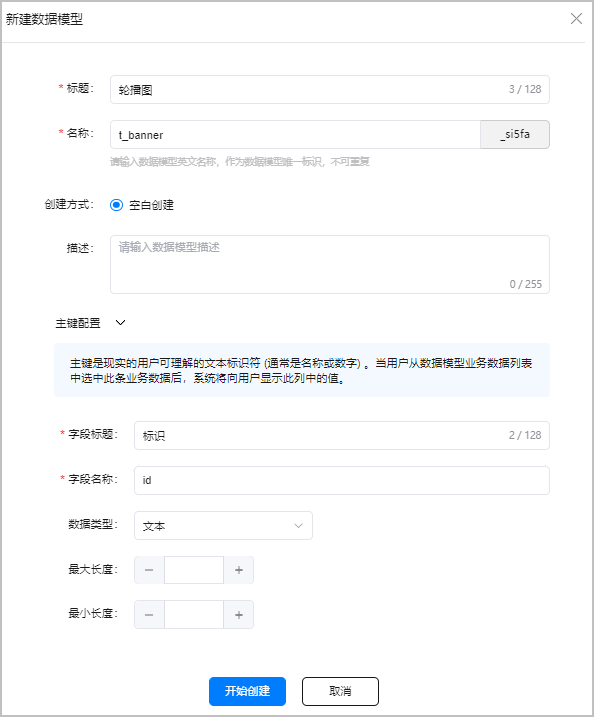 新建数据模型
* 标题： 轮播图 3 / 128
* 名称： t_banner _si5fa
请输入数据模型英文名称，作为数据模型唯一标识，不可重复
创建方式： 空白创建
描述： 请输入数据模型描述
0 / 255
主键配置
主键是现实的用户可理解的文本标识符 (通常是名称或数字) 。当用户从数据模型业务数据列表
中选中此条业务数据后，系统将向用户显示此列中的值。
* 字段标题： 标识 2 / 128
* 字段名称： id
数据类型： 文本
最大长度： − +
最小长度： − +
开始创建 取消